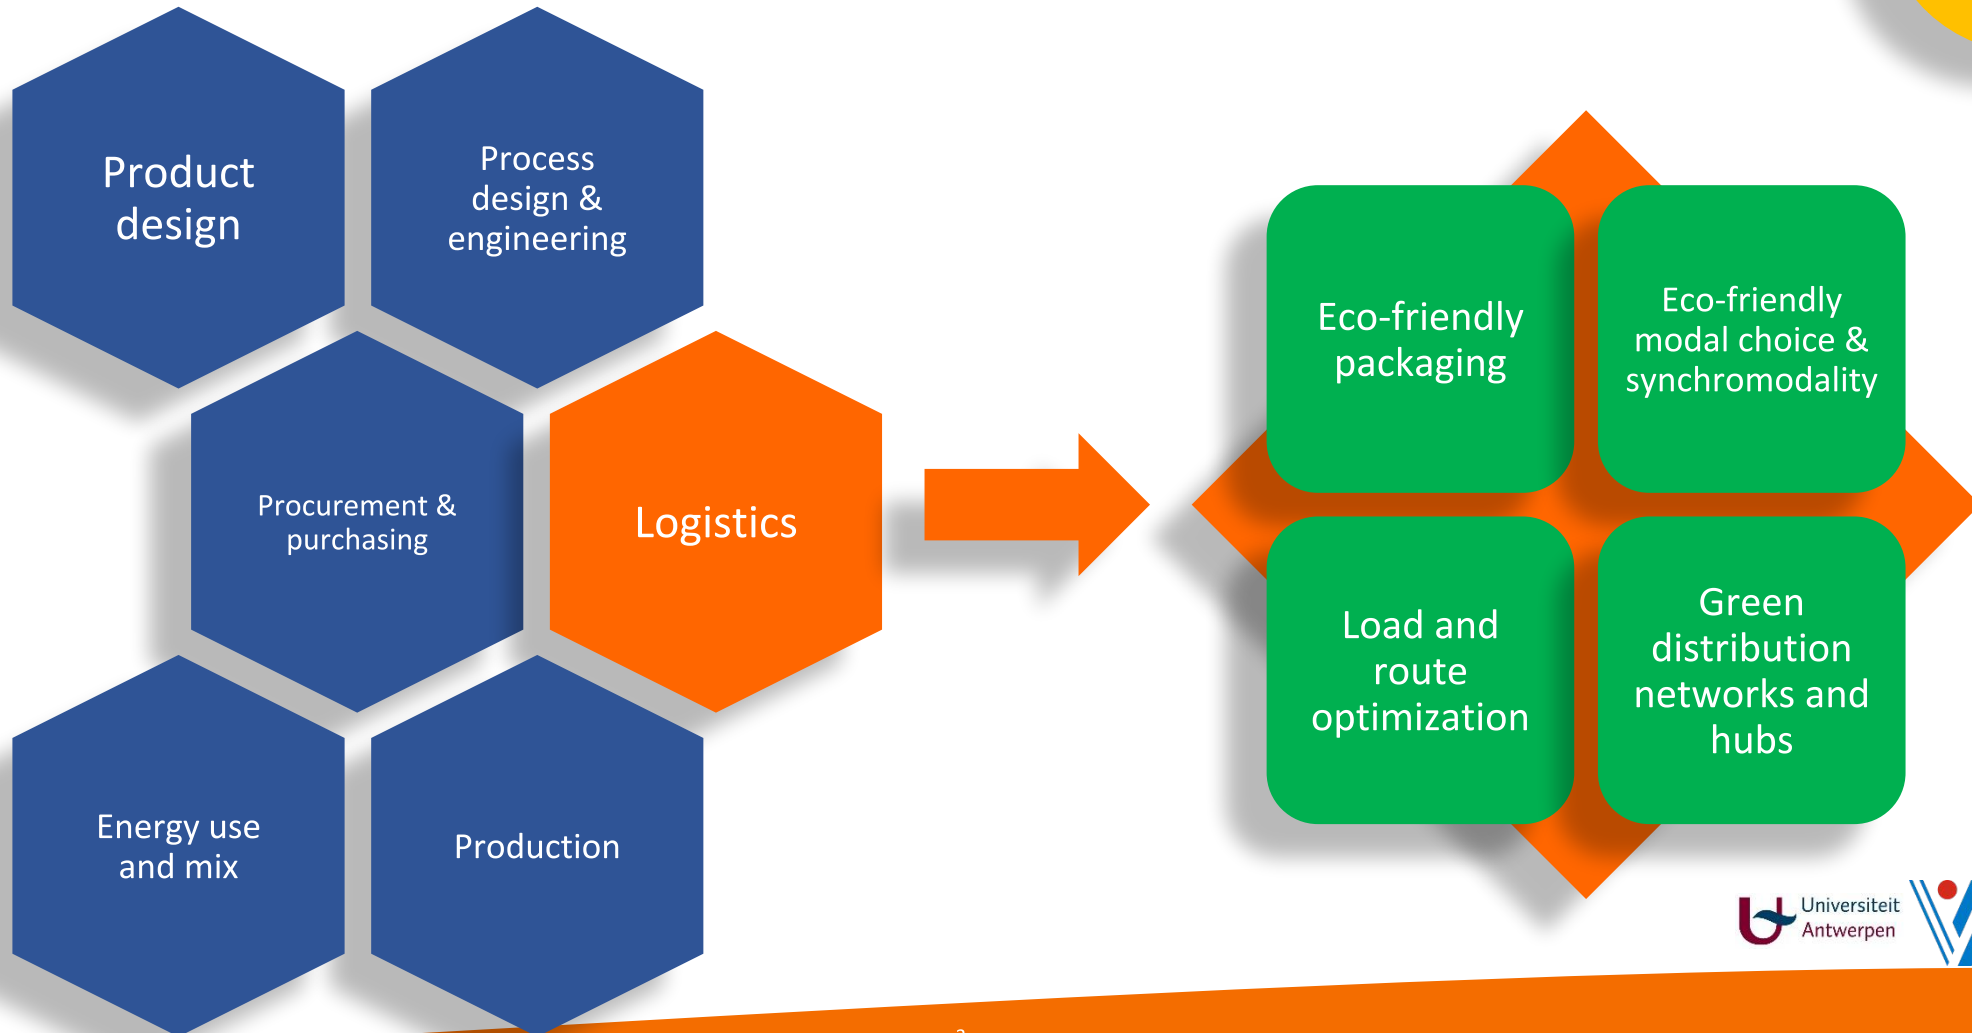 Product
design
Process
design &
engineering
Procurement &
purchasing
Logistics
Energy use
and mix
Production
Eco-friendly
packaging
Eco-friendly
modal choice &
synchromodality
Load and
route
optimization
Green
distribution
networks and
hubs
Universiteit
Antwerpen